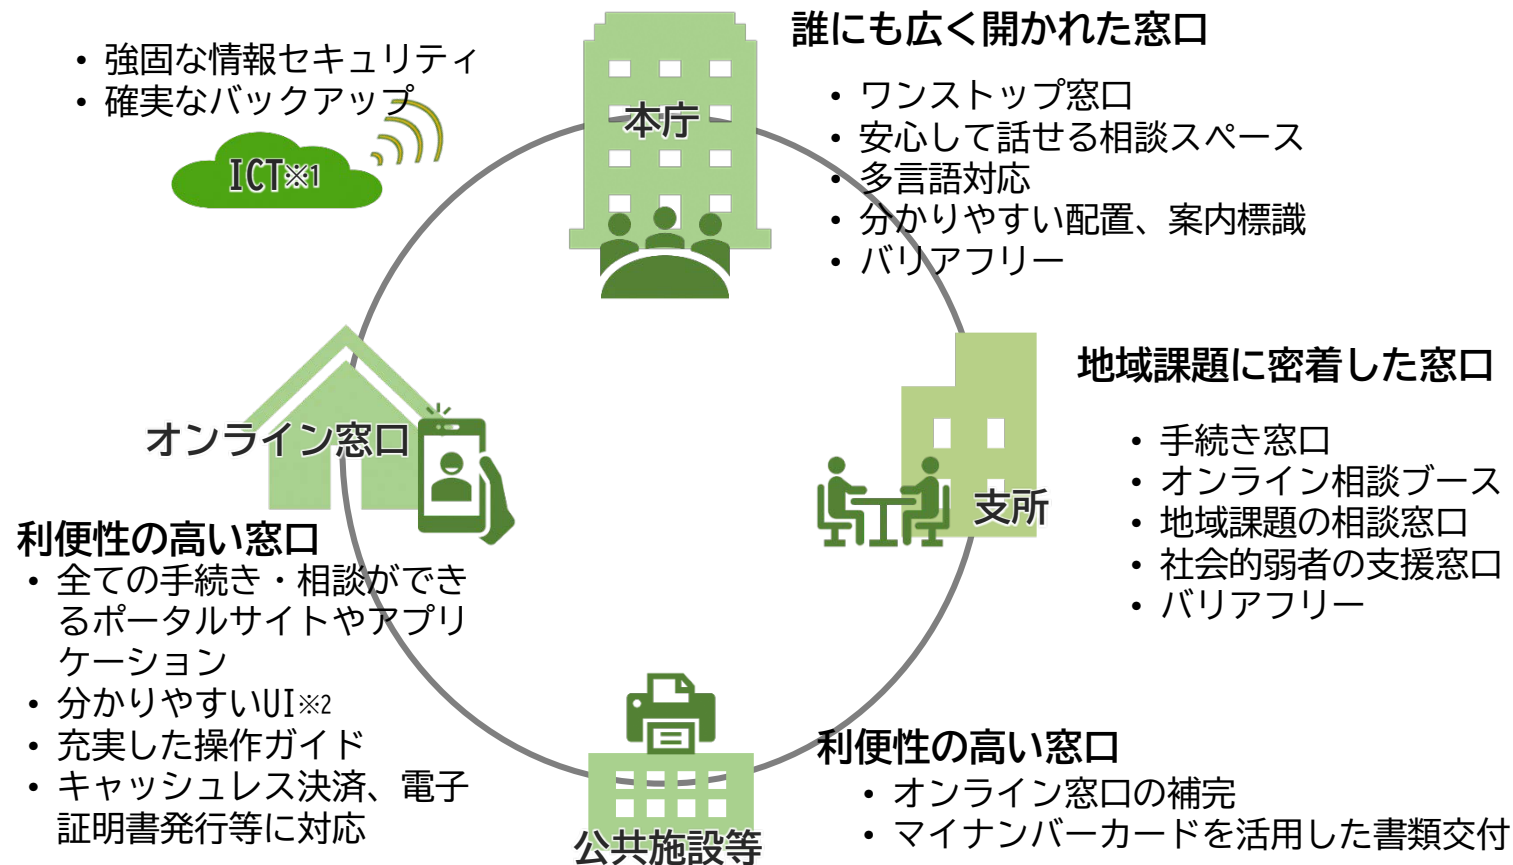 ・強固な情報セキュリティ
・確実なバックアップ
ICT※1
本庁
誰にも広く開かれた窓口
・ワンストップ窓口
・安心して話せる相談スペース
・多言語対応
・分かりやすい配置、案内標識
・バリアフリー
地域課題に密着した窓口
・手続き窓口
・オンライン相談ブース
・地域課題の相談窓口
・社会的弱者の支援窓口
・バリアフリー
支所
オンライン窓口
利便性の高い窓口
・全ての手続き・相談ができ
るポータルサイトやアプリ
ケーション
・分かりやすいUI※2
・充実した操作ガイド
・キャッシュレス決済、電子
証明書発行等に対応
利便性の高い窓口
・オンライン窓口の補完
・マイナンバーカードを活用した書類交付
公共施設等